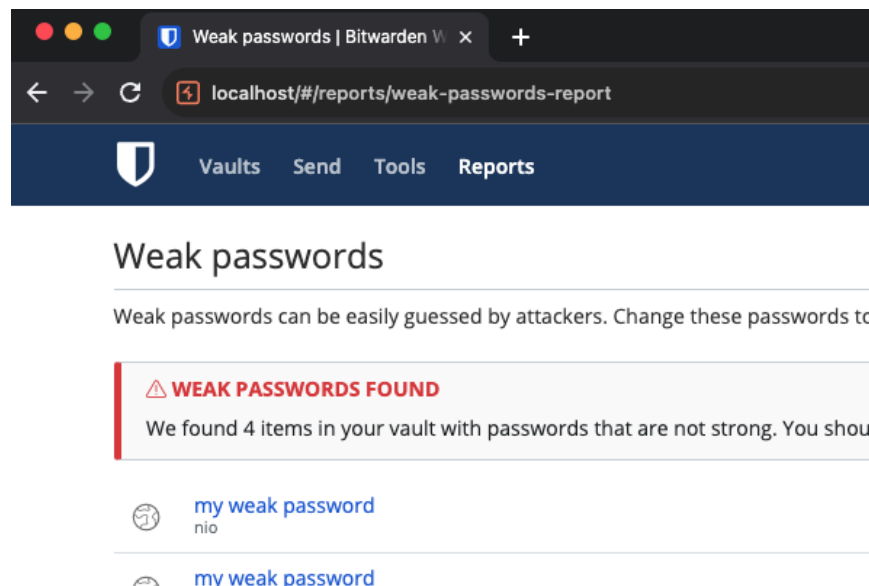 Weak passwords | Bitwarden W
localhost/#/reports/weak-passwords-report
Vaults Send Tools Reports
Weak passwords
Weak passwords can be easily guessed by attackers. Change these passwords to
WEAK PASSWORDS FOUND
We found 4 items in your vault with passwords that are not strong. You shou
my weak password
nio
my weak password